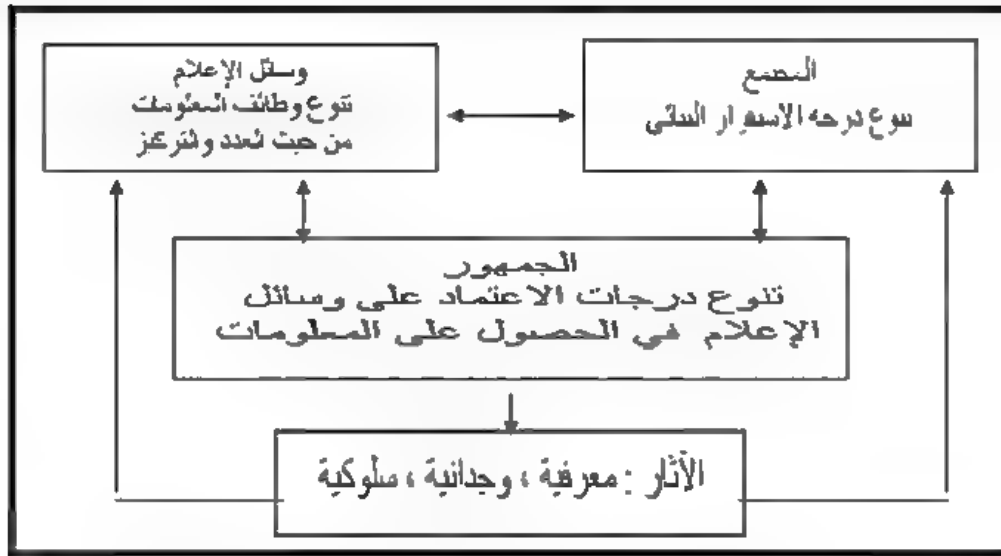 المجتمع
تنوع درجة الاستقرار البنائي
وسائل الإعلام
تنوع وظائف المعلومات
من حيث العدد والتركيز
الجمهور
تنوع درجات الاعتماد على وسائل
الإعلام في الحصول على المعلومات
الآثار : معرفية ، وجدانية ، سلوكية